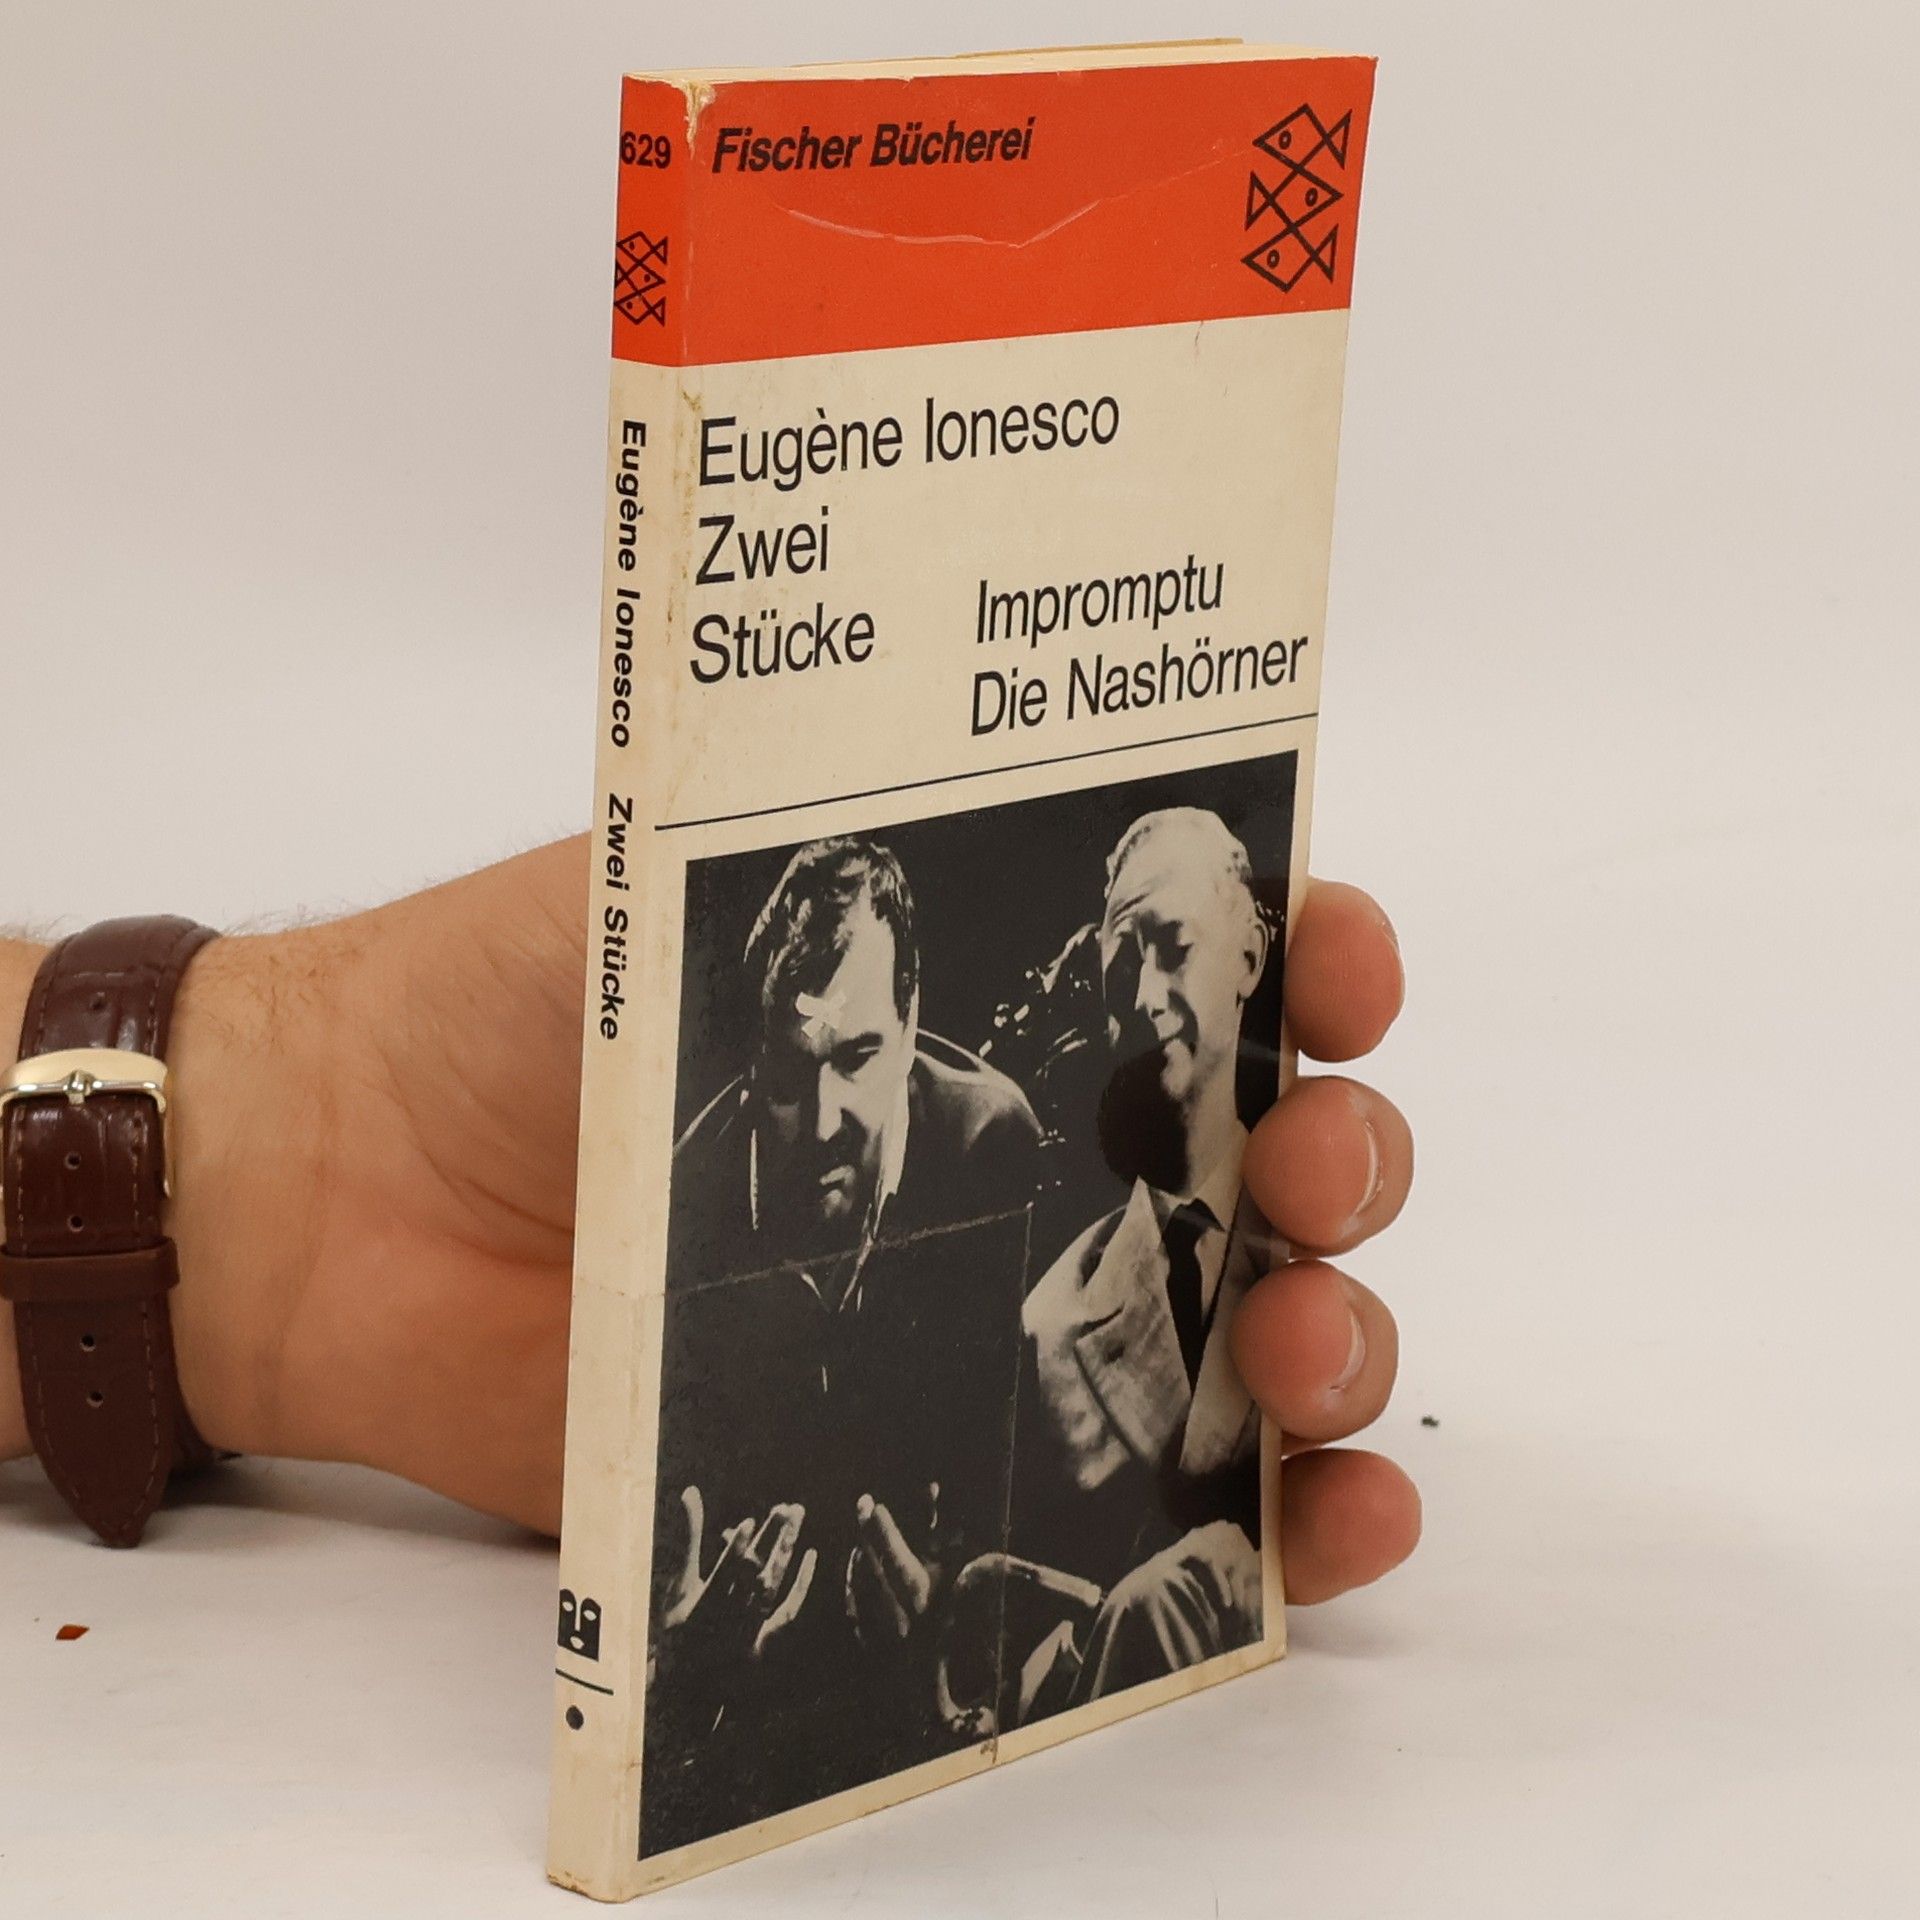 629
Fischer Bücherei
Eugène Ionesco
Zwei
Stücke
Impromptu
Die Nashörner
Eugène Ionesco Zwei Stücke